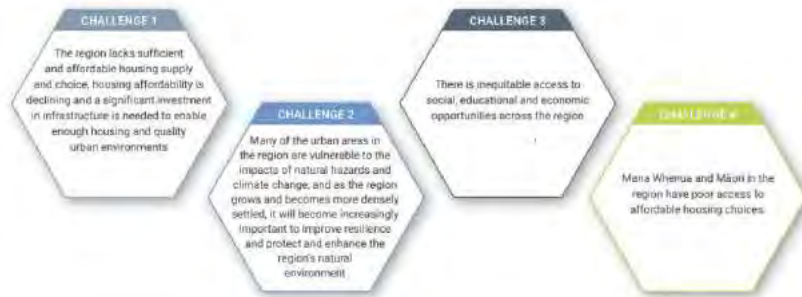 CHALLENGE 1
The region lacks sufficient
and affordable housing supply
and choice, housing affordability is
declining and a significant investment
in infrastructure is needed to enable
enough housing and quality
urban environments
CHALLENGE 2
Many of the urban areas in
the region are vulnerable to the
impacts of natural hazards and
climate change, and as the region
grows and becomes more densely
settled, it will become increasingly
important to improve resilience
and protect and enhance the
region's natural
environment
CHALLENGE 3
There is inequitable access to
social, educational and economic
opportunities across the region
CHALLENGE 4
Mana Whenua and Māori in the
region have poor access to
affordable housing choices